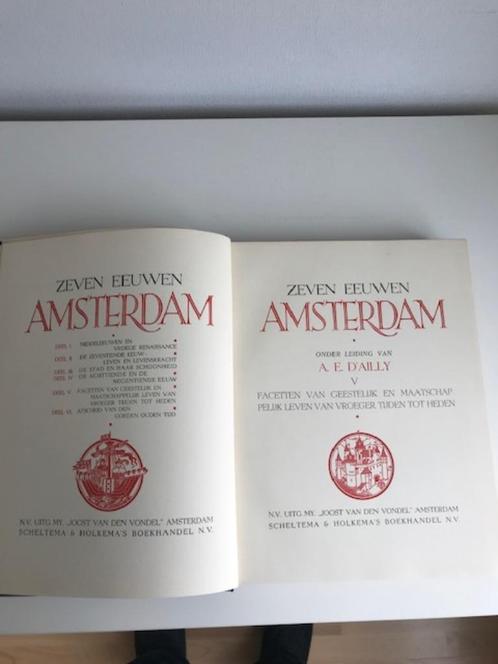 ZEVEN EEUWEN
AMSTERDAM
DEEL I. MIDDELEEUWEN EN
VROEGE RENAISSANCE
DEEL II. DE ZEVENTIENDE EEUW-
LEVEN EN LEVENSKRACHT
DEEL III. DE STAD EN HAAR SCHOONHEID
DEEL IV. DE ACHTTIENDE EN DE
NEGENTIENDE EEUW
DEEL V. FACETTEN VAN GEESTELIJK EN
MAATSCHAPPELIJK LEVEN VAN
VROEGER TIJDEN TOT HEDEN
DEEL VI. AFSCHEID VAN DEN
GOEDEN OUDEN TIJD
N.V. UITG. MY. „JOOST VAN DEN VONDEL" AMSTERDAM
SCHELTEMA & HOLKEMA'S BOEKHANDEL N.V.
ZEVEN EEUWEN
AMSTERDAM
ONDER LEIDING VAN
A. E. D'AILLY
V
FACETTEN VAN GEESTELIJK EN MAATSCHAP
PELIJK LEVEN VAN VROEGER TIJDEN TOT HEDEN
N.V. UITG. MY. „JOOST VAN DEN VONDEL" AMSTERDAM
SCHELTEMA & HOLKEMA'S BOEKHANDEL N.V.